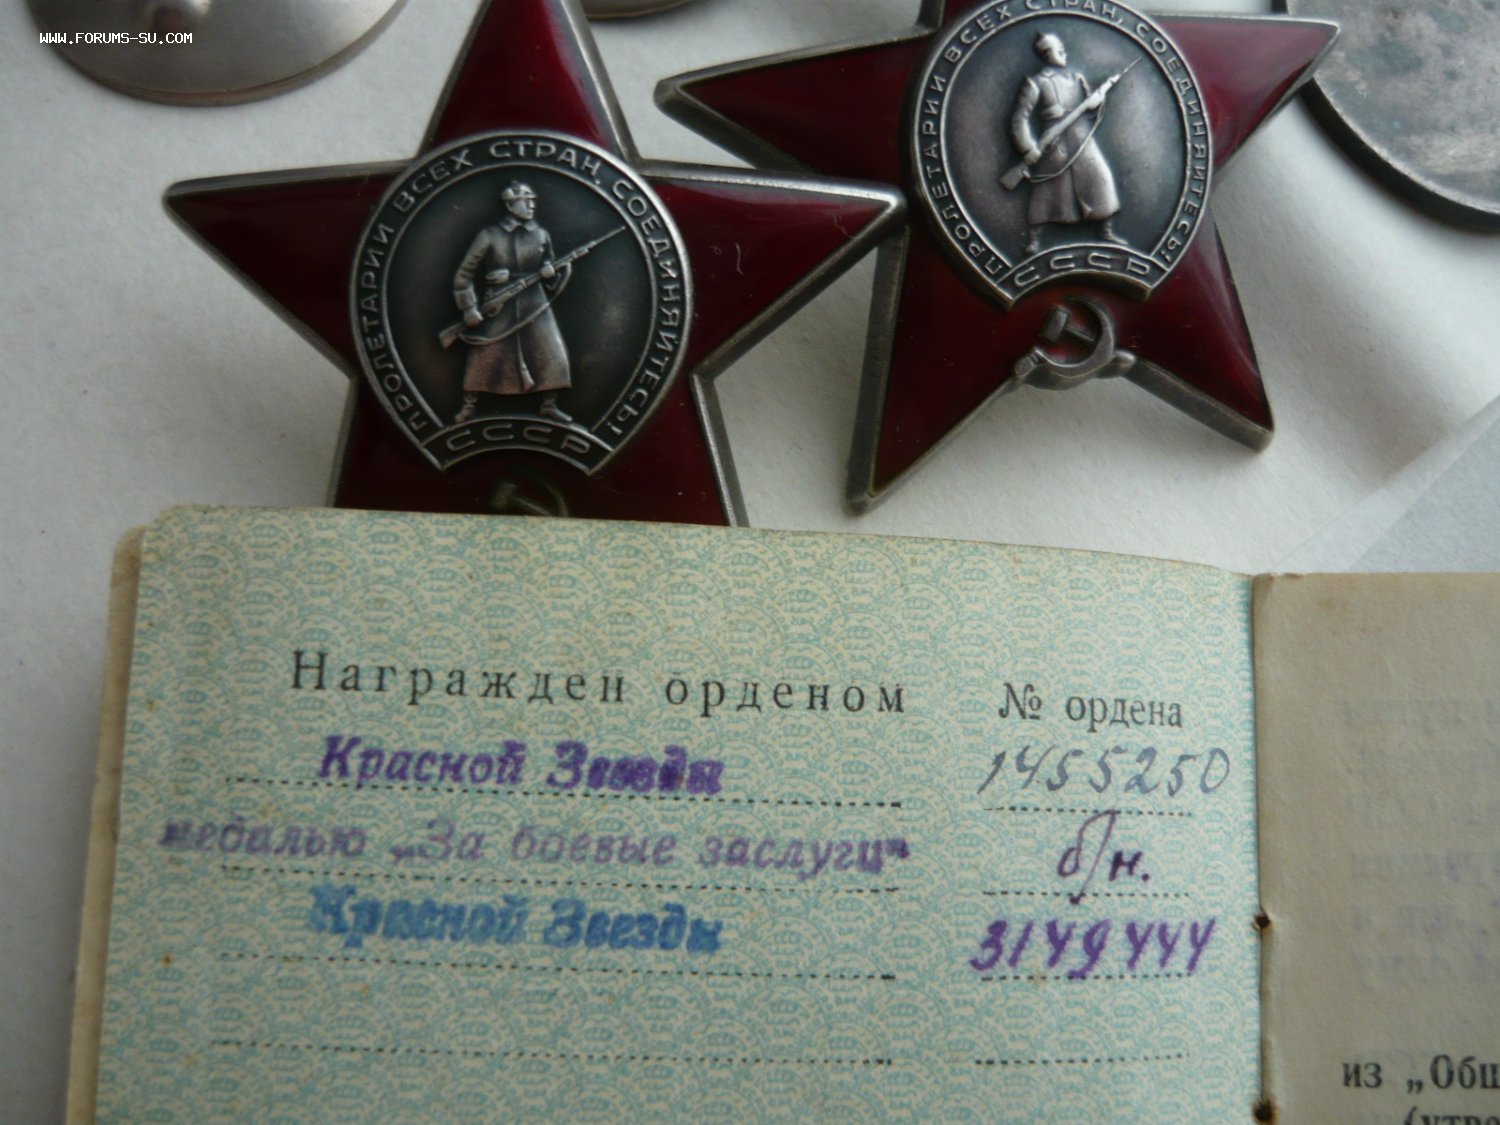 WWW.FORUMS-SU.COM
ПРОЛЕТАРИИ ВСЕХ СТРАН, СОЕДИНЯЙТЕСЬ!
СССР
ПРОЛЕТАРИИ ВСЕХ СТРАН, СОЕДИНЯЙТЕСЬ!
СССР
Награжден орденом № ордена
Красной Звезды 1455250
медалью „За боевые заслуги" б/н.
Красной Звезды 3149444
из „Общ
(утве